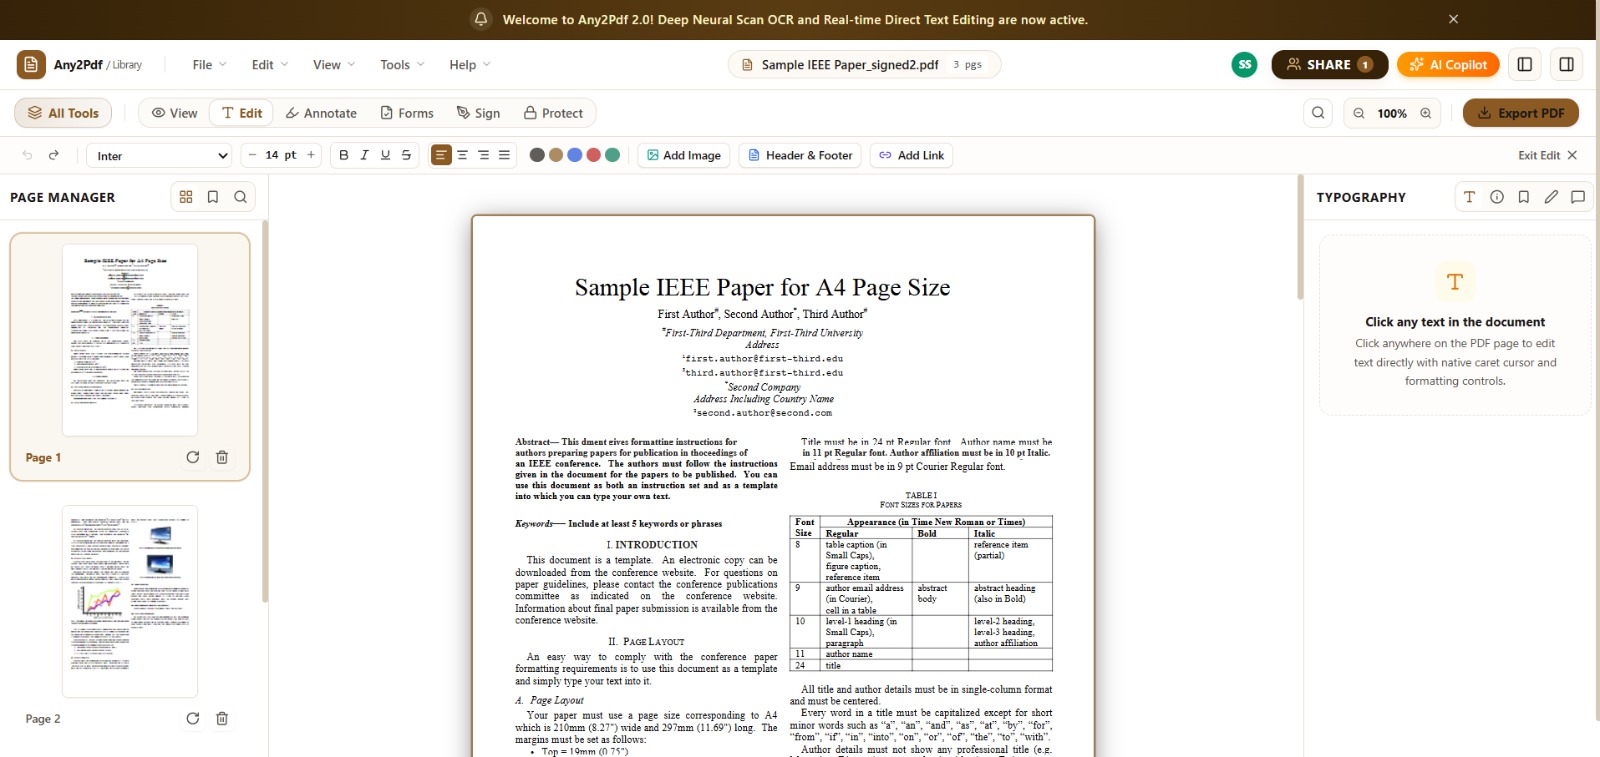 Welcome to Any2Pdf 2.0! Deep Neural Scan OCR and Real-time Direct Text Editing are now active.
Any2Pdf / Library
File Edit View Tools Help
Sample IEEE Paper_signed2.pdf 3 pgs
SS
SHARE 1
AI Copilot
All Tools
View Edit Annotate Forms Sign Protect
100%
Export PDF
Inter
14 pt
B I U S
Add Image
Header & Footer
Add Link
Exit Edit
PAGE MANAGER
Page 1
Page 2
Sample IEEE Paper for A4 Page Size
First Author#, Second Author*, Third Author#
#First-Third Department, First-Third University
Address
1first.author@first-third.edu
3third.author@first-third.edu
*Second Company
Address Including Country Name
2second.author@second.com
Abstract— This dment gives formatting instructions for
authors preparing papers for publication in thoceedings of
an IEEE conference. The authors must follow the instructions
given in the document for the papers to be published. You can
use this document as both an instruction set and as a template
into which you can type your own text.
Keywords— Include at least 5 keywords or phrases
I. INTRODUCTION
This document is a template. An electronic copy can be
downloaded from the conference website. For questions on
paper guidelines, please contact the conference publications
committee as indicated on the conference website.
Information about final paper submission is available from the
conference website.
II. PAGE LAYOUT
An easy way to comply with the conference paper
formatting requirements is to use this document as a template
and simply type your text into it.
A. Page Layout
Your paper must use a page size corresponding to A4
which is 210mm (8.27") wide and 297mm (11.69") long. The
margins must be set as follows:
• Top = 19mm (0.75")
Title must be in 24 pt Regular font. Author name must be
in 11 pt Regular font. Author affiliation must be in 10 pt Italic.
Email address must be in 9 pt Courier Regular font.
TABLE I
FONT SIZES FOR PAPERS
Font Size
Appearance (in Time New Roman or Times)
Regular Bold Italic
8 table caption (in Small Caps), figure caption, reference item
reference item (partial)
9 author email address (in Courier), cell in a table
abstract body
abstract heading (also in Bold)
10 level-1 heading (in Small Caps), paragraph
level-2 heading, level-3 heading, author affiliation
11 author name
24 title
All title and author details must be in single-column format
and must be centered.
Every word in a title must be capitalized except for short
minor words such as “a”, “an”, “and”, “as”, “at”, “by”, “for”,
“from”, “if”, “in”, “into”, “on”, “or”, “of”, “the”, “to”, “with”.
Author details must not show any professional title (e.g.
TYPOGRAPHY
T
Click any text in the document
Click anywhere on the PDF page to edit
text directly with native caret cursor and
formatting controls.